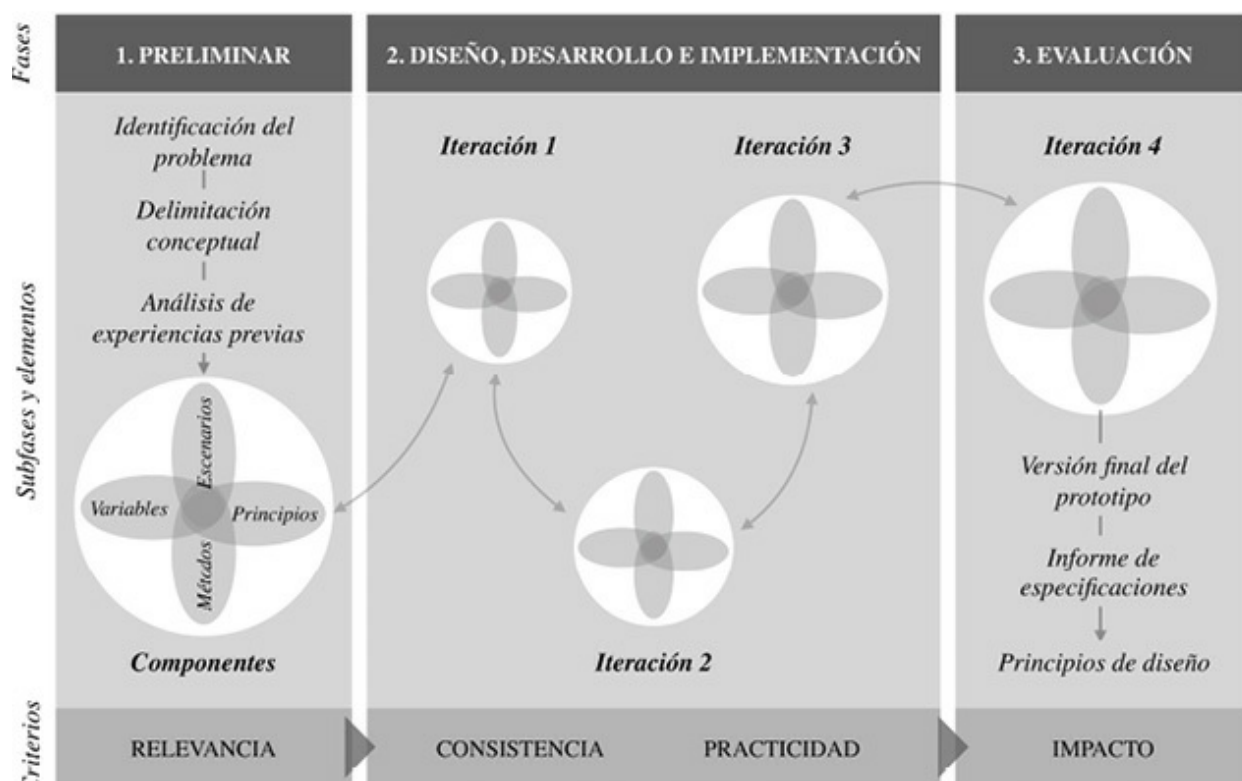 Fases
1. PRELIMINAR
2. DISEÑO, DESARROLLO E IMPLEMENTACIÓN
3. EVALUACIÓN
Subfases y elementos
Identificación del
problema
Delimitación
conceptual
Análisis de
experiencias previas
Escenarios
Variables
Principios
Métodos
Componentes
Iteración 1
Iteración 3
Iteración 2
Iteración 4
Versión final del
prototipo
Informe de
especificaciones
Principios de diseño
Criterios
RELEVANCIA
CONSISTENCIA
PRACTICIDAD
IMPACTO